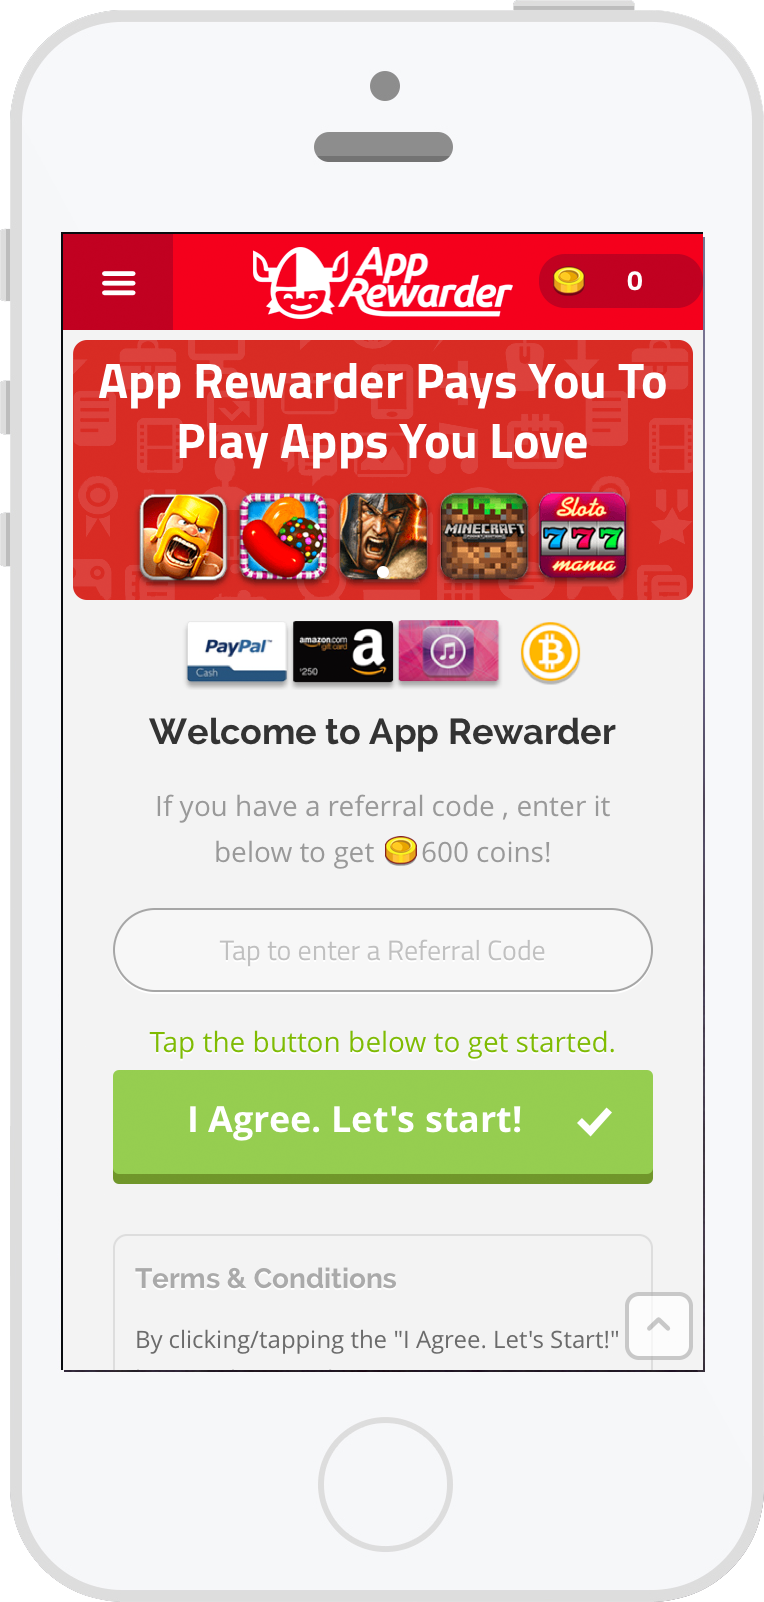 App
Rewarder
0
App Rewarder Pays You To
Play Apps You Love
MINECRAFT
Sloto
777
mania
PayPal™
Cash
amazon.com
gift card
a
$250
Welcome to App Rewarder
If you have a referral code , enter it
below to get 600 coins!
Tap to enter a Referral Code
Tap the button below to get started.
I Agree. Let's start!
Terms & Conditions
By clicking/tapping the "I Agree. Let's Start!"